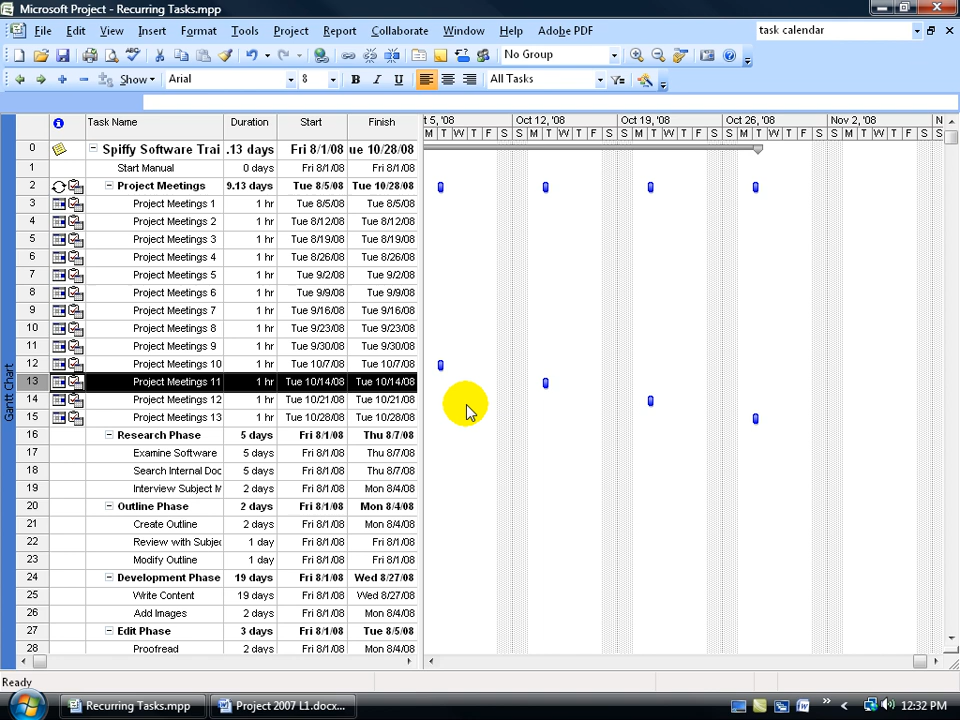 Microsoft Project - Recurring Tasks.mpp
File Edit View Insert Format Tools Project Report Collaborate Window Help Adobe PDF task calendar
No Group
Show Arial 8 B I U All Tasks
Task Name Duration Start Finish t 5, '08 Oct 12, '08 Oct 19, '08 Oct 26, '08 Nov 2, '08 N
M T W T F S S M T W T F S S M T W T F S S M T W T F S S M T W T F S S
0 Spiffy Software Trai .13 days Fri 8/1/08 ue 10/28/08
1 Start Manual 0 days Fri 8/1/08 Fri 8/1/08
2 Project Meetings 9.13 days Tue 8/5/08 Tue 10/28/08
3 Project Meetings 1 1 hr Tue 8/5/08 Tue 8/5/08
4 Project Meetings 2 1 hr Tue 8/12/08 Tue 8/12/08
5 Project Meetings 3 1 hr Tue 8/19/08 Tue 8/19/08
6 Project Meetings 4 1 hr Tue 8/26/08 Tue 8/26/08
7 Project Meetings 5 1 hr Tue 9/2/08 Tue 9/2/08
8 Project Meetings 6 1 hr Tue 9/9/08 Tue 9/9/08
9 Project Meetings 7 1 hr Tue 9/16/08 Tue 9/16/08
10 Project Meetings 8 1 hr Tue 9/23/08 Tue 9/23/08
11 Project Meetings 9 1 hr Tue 9/30/08 Tue 9/30/08
12 Project Meetings 10 1 hr Tue 10/7/08 Tue 10/7/08
13 Project Meetings 11 1 hr Tue 10/14/08 Tue 10/14/08
14 Project Meetings 12 1 hr Tue 10/21/08 Tue 10/21/08
15 Project Meetings 13 1 hr Tue 10/28/08 Tue 10/28/08
16 Research Phase 5 days Fri 8/1/08 Thu 8/7/08
17 Examine Software 5 days Fri 8/1/08 Thu 8/7/08
18 Search Internal Doc 5 days Fri 8/1/08 Thu 8/7/08
19 Interview Subject M 2 days Fri 8/1/08 Mon 8/4/08
20 Outline Phase 2 days Fri 8/1/08 Mon 8/4/08
21 Create Outline 2 days Fri 8/1/08 Mon 8/4/08
22 Review with Subjec 1 day Fri 8/1/08 Fri 8/1/08
23 Modify Outline 1 day Fri 8/1/08 Fri 8/1/08
24 Development Phase 19 days Fri 8/1/08 Wed 8/27/08
25 Write Content 19 days Fri 8/1/08 Wed 8/27/08
26 Add Images 2 days Fri 8/1/08 Mon 8/4/08
27 Edit Phase 3 days Fri 8/1/08 Tue 8/5/08
28 Proofread 2 days Fri 8/1/08 Mon 8/4/08
Gantt Chart
Ready
Recurring Tasks.mpp Project 2007 L1.docx... 12:32 PM